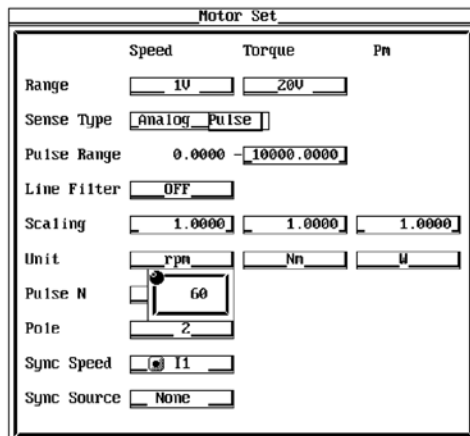 Motor Set
Speed Torque Pm
Range 1V 20V
Sense Type Analog Pulse
Pulse Range 0.0000 - 10000.0000
Line Filter OFF
Scaling 1.0000 1.0000 1.0000
Unit rpm Nm W
Pulse N 60
Pole 2
Sync Speed I1
Sync Source None